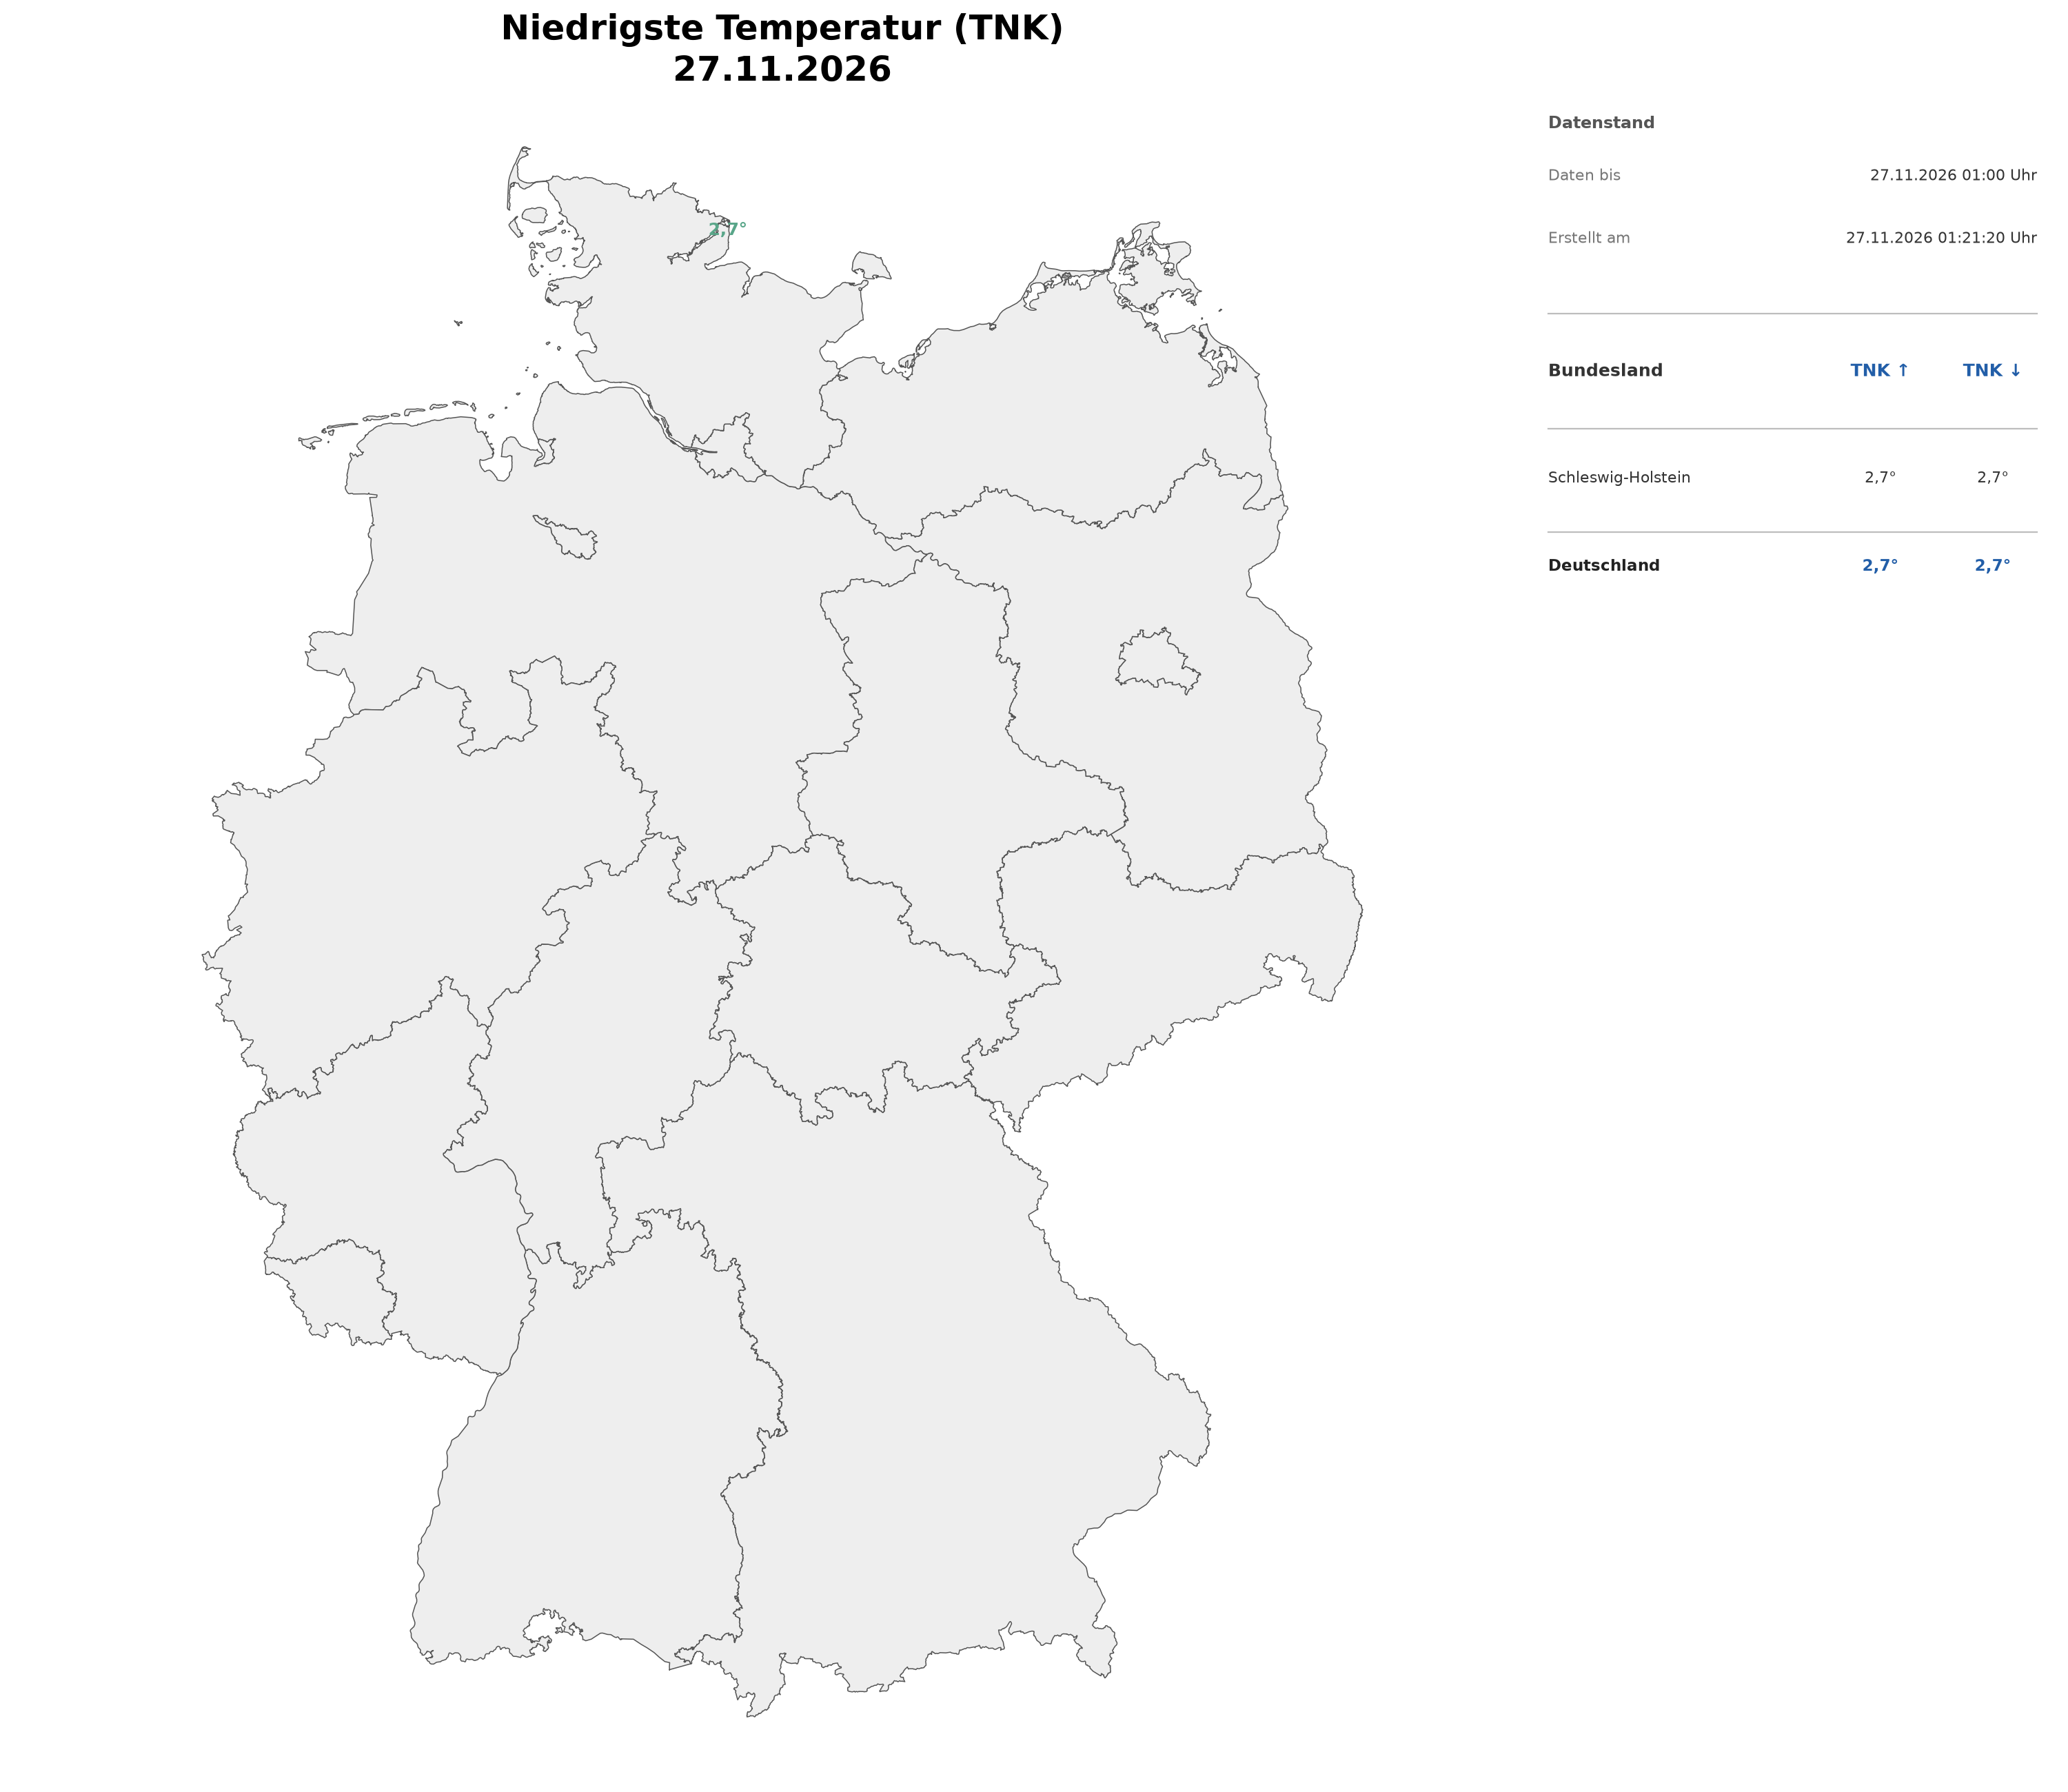 Niedrigste Temperatur (TNK)
27.11.2026
2,7°
Datenstand
Daten bis 27.11.2026 01:00 Uhr
Erstellt am 27.11.2026 01:21:20 Uhr
Bundesland TNK ↑ TNK ↓
Schleswig-Holstein 2,7° 2,7°
Deutschland 2,7° 2,7°